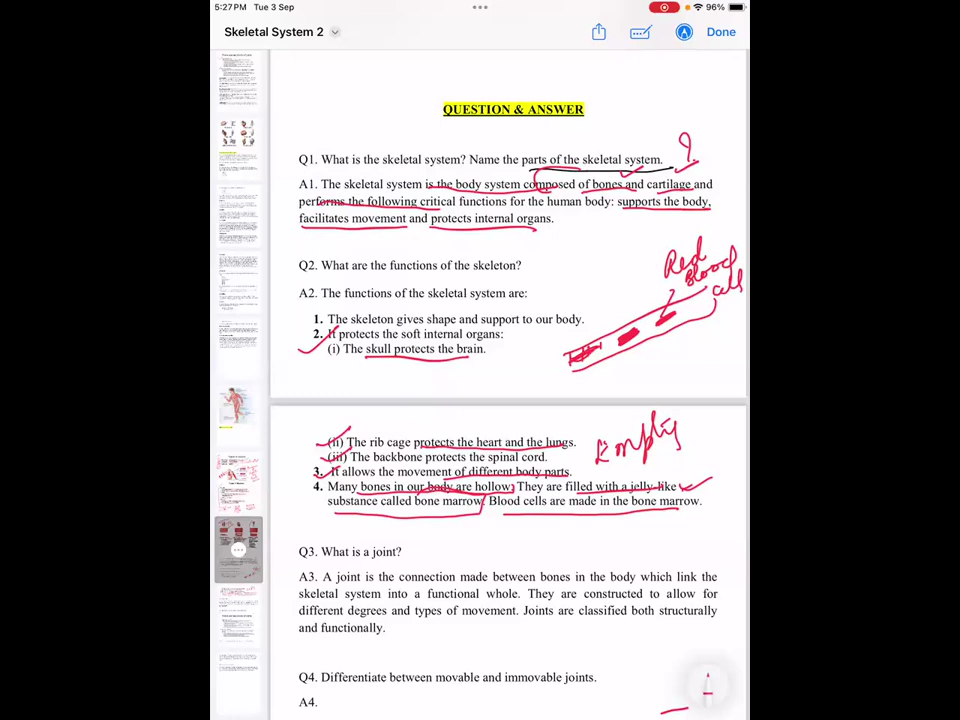 5:27 PM Tue 3 Sep
96%
Skeletal System 2
Done
QUESTION & ANSWER
Q1. What is the skeletal system? Name the parts of the skeletal system.
A1. The skeletal system is the body system composed of bones and cartilage and
performs the following critical functions for the human body: supports the body,
facilitates movement and protects internal organs.
Q2. What are the functions of the skeleton?
Red
Blood
cell
A2. The functions of the skeletal system are:
1. The skeleton gives shape and support to our body.
2. It protects the soft internal organs:
(i) The skull protects the brain.
Empty
(ii) The rib cage protects the heart and the lungs.
(iii) The backbone protects the spinal cord.
3. It allows the movement of different body parts.
4. Many bones in our body are hollow. They are filled with a jelly-like
substance called bone marrow. Blood cells are made in the bone marrow.
Q3. What is a joint?
A3. A joint is the connection made between bones in the body which link the
skeletal system into a functional whole. They are constructed to allow for
different degrees and types of movement. Joints are classified both structurally
and functionally.
Q4. Differentiate between movable and immovable joints.
A4.